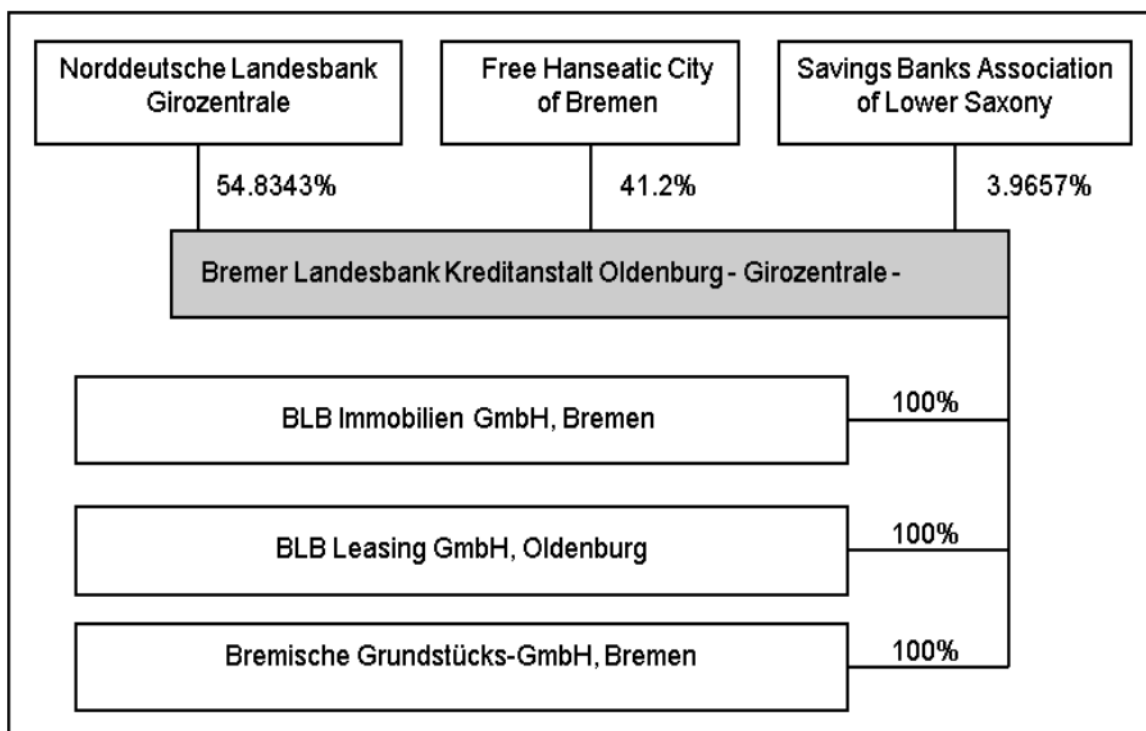 Norddeutsche Landesbank
Girozentrale
Free Hanseatic City
of Bremen
Savings Banks Association
of Lower Saxony
54.8343%
41.2%
3.9657%
Bremer Landesbank Kreditanstalt Oldenburg - Girozentrale -
BLB Immobilien GmbH, Bremen
100%
BLB Leasing GmbH, Oldenburg
100%
Bremische Grundstücks-GmbH, Bremen
100%